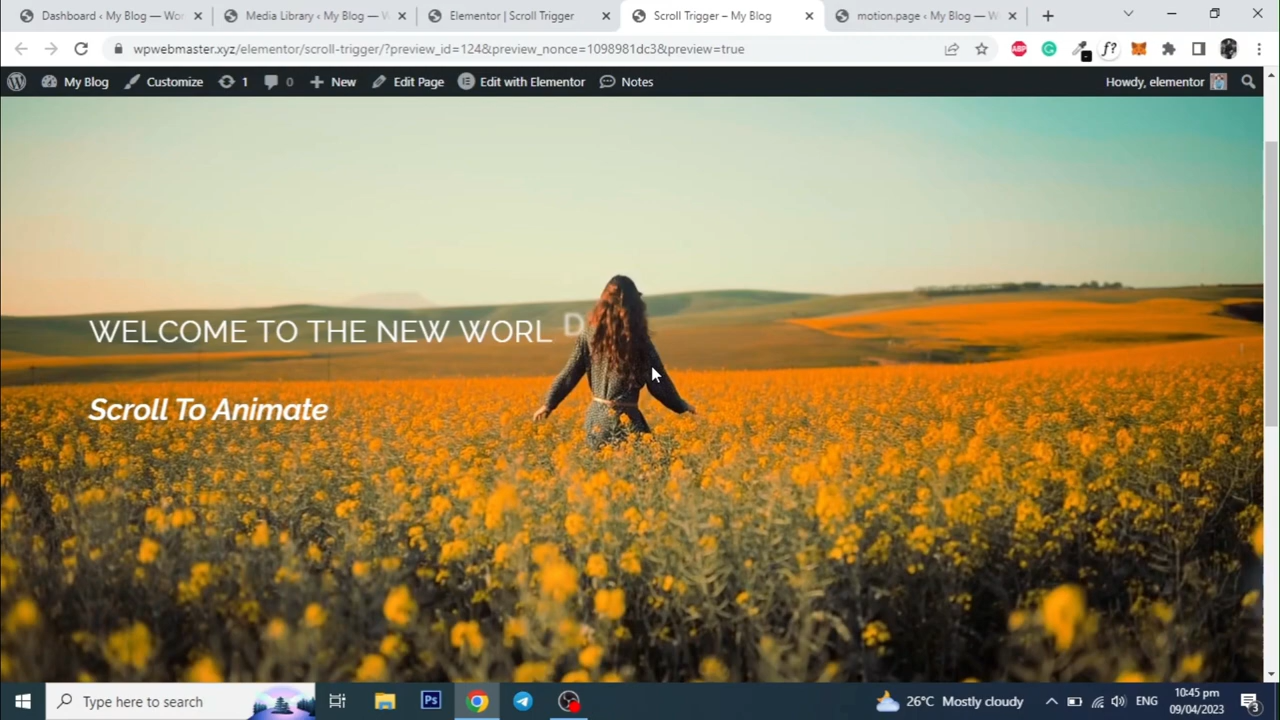 Dashboard ‹ My Blog — Wor
Media Library ‹ My Blog — W
Elementor | Scroll Trigger
Scroll Trigger – My Blog
motion.page ‹ My Blog — W
wpwebmaster.xyz/elementor/scroll-trigger/?preview_id=124&preview_nonce=1098981dc3&preview=true
ABP
f?
My Blog
Customize
1
0
New
Edit Page
Edit with Elementor
Notes
Howdy, elementor
WELCOME TO THE NEW WORL D
Scroll To Animate
Type here to search
Ps
26°C Mostly cloudy
ENG
10:45 pm
09/04/2023
3